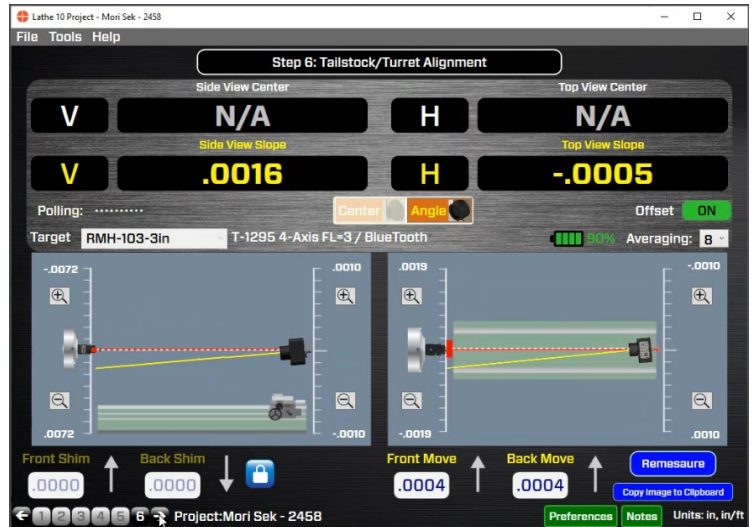 Lathe 10 Project - Mori Sek - 2458
File Tools Help
Step 6: Tailstock/Turret Alignment
Side View Center
Top View Center
V N/A H N/A
Side View Slope
Top View Slope
V .0016 H -.0005
Polling: ..........
Center Angle
Offset ON
Target RMH-103-3in T-1295 4-Axis FL=3 / BlueTooth 90% Averaging: 8
-.0072 .0010 .0019 -.0010
.0072 -.0010 -.0019 .0010
Front Shim Back Shim Front Move Back Move Remesaure
.0000 .0000 .0004 .0004 Copy Image to Clipboard
1 2 3 4 5 6 Project:Mori Sek - 2458 Preferences Notes Units: in, in/ft